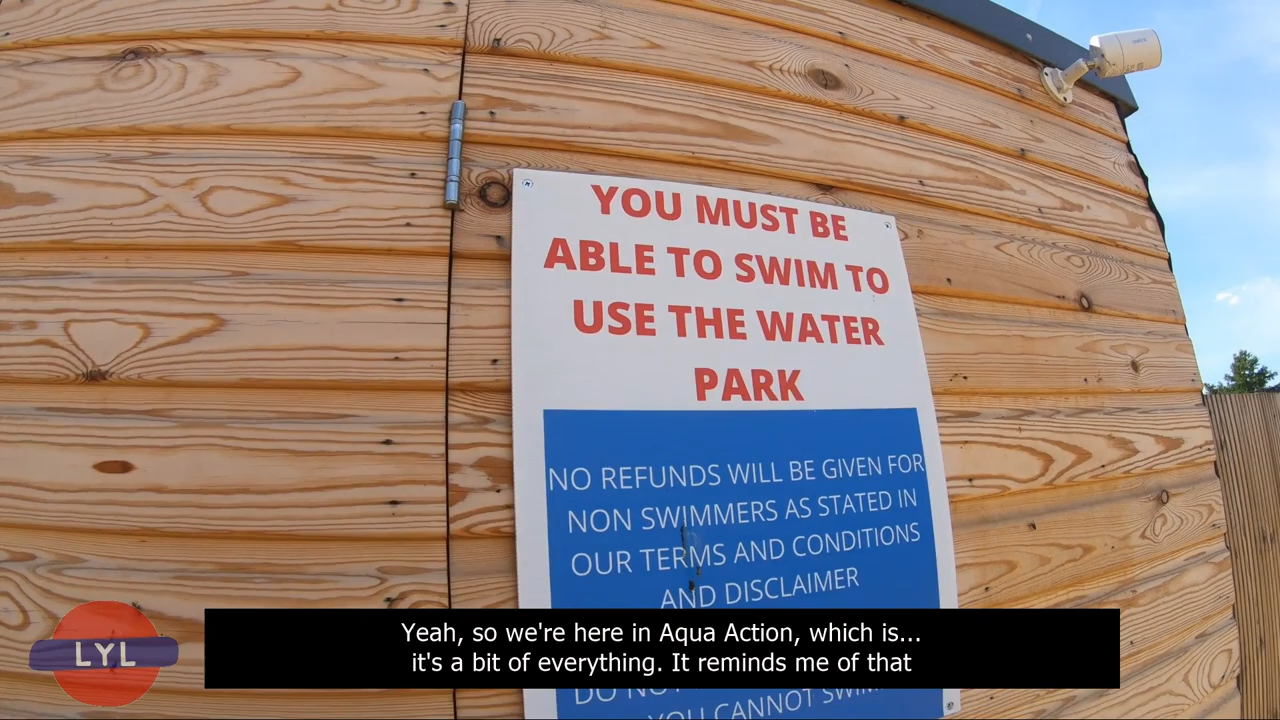 YOU MUST BE
ABLE TO SWIM TO
USE THE WATER
PARK
NO REFUNDS WILL BE GIVEN FOR
NON SWIMMERS AS STATED IN
OUR TERMS AND CONDITIONS
AND DISCLAIMER
DO NOT
YOU CANNOT SWIM
LYL
Yeah, so we're here in Aqua Action, which is...
it's a bit of everything. It reminds me of that